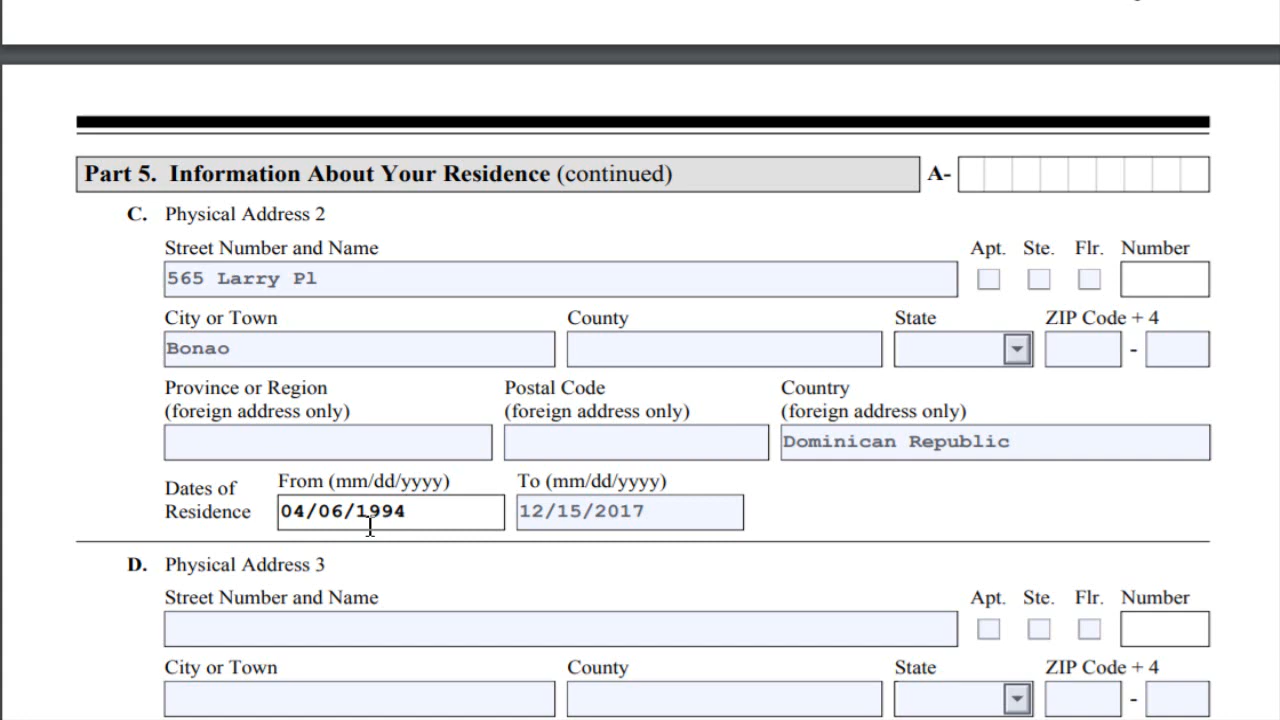 Part 5. Information About Your Residence (continued) A-
C. Physical Address 2
Street Number and Name Apt. Ste. Flr. Number
565 Larry Pl
City or Town County State ZIP Code + 4
Bonao -
Province or Region Postal Code Country
(foreign address only) (foreign address only) (foreign address only)
Dominican Republic
Dates of Residence From (mm/dd/yyyy) To (mm/dd/yyyy)
04/06/1994 12/15/2017
D. Physical Address 3
Street Number and Name Apt. Ste. Flr. Number
City or Town County State ZIP Code + 4
-